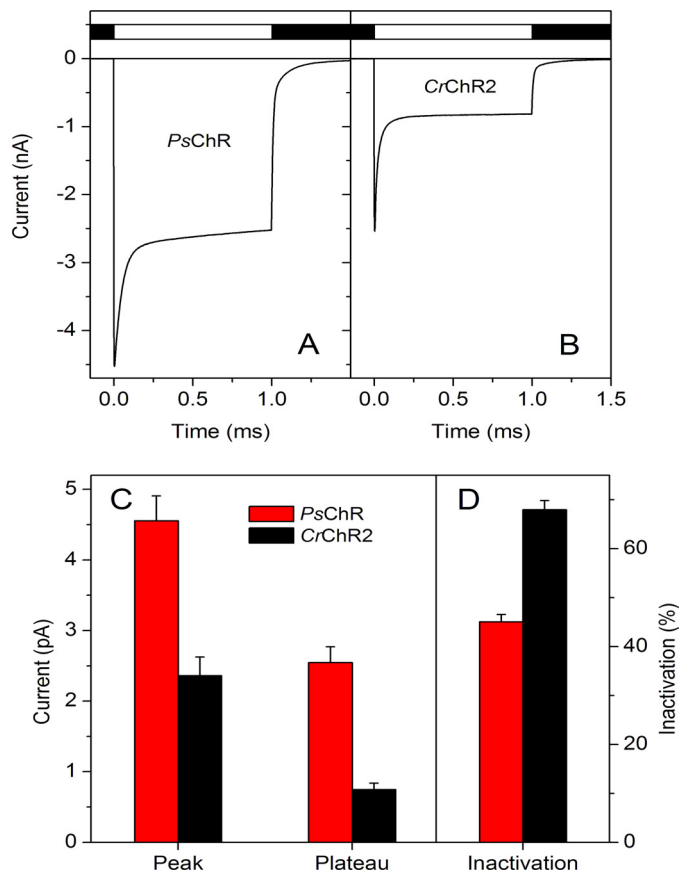 0
-1
-2
-3
-4
Current (nA)
PsChR
A
0.0 0.5 1.0
Time (ms)
CrChR2
B
0.0 0.5 1.0 1.5
Time (ms)
5
4
3
2
1
0
Current (pA)
C
PsChR
CrChR2
Peak Plateau
D
60
40
20
0
Inactivation (%)
Inactivation